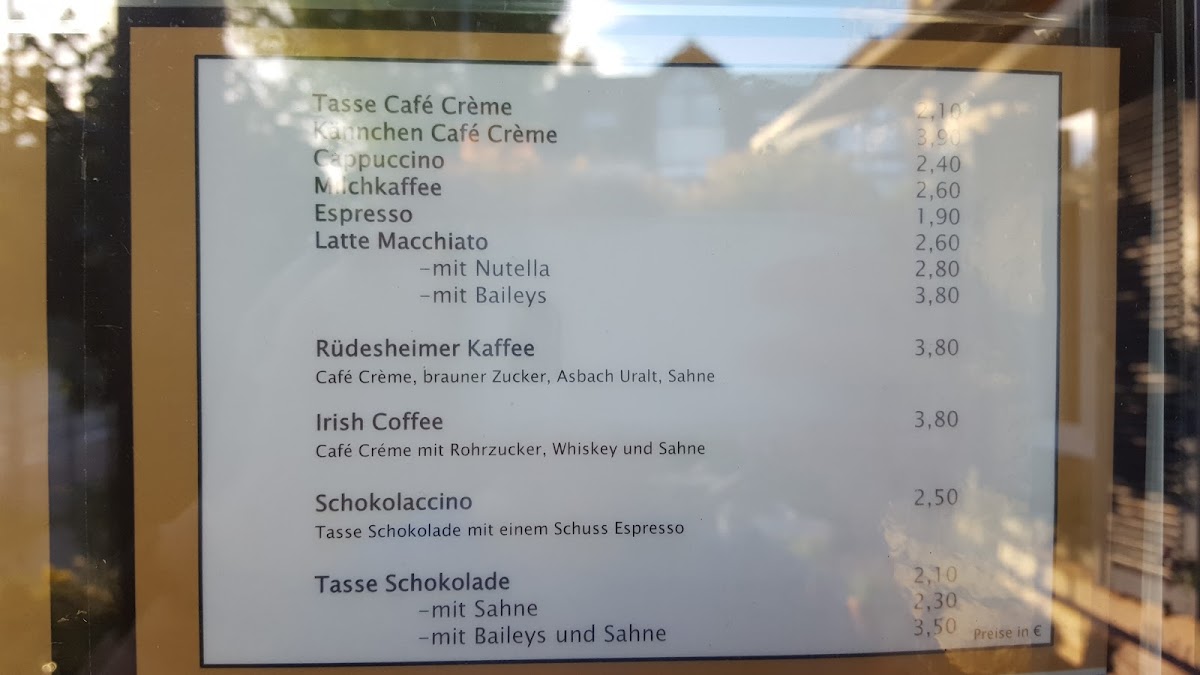 Tasse Café Crème 2,10
Kännchen Café Crème 3,90
Cappuccino 2,40
Milchkaffee 2,60
Espresso 1,90
Latte Macchiato 2,60
-mit Nutella 2,80
-mit Baileys 3,80
Rüdesheimer Kaffee 3,80
Café Crème, brauner Zucker, Asbach Uralt, Sahne
Irish Coffee 3,80
Café Créme mit Rohrzucker, Whiskey und Sahne
Schokolaccino 2,50
Tasse Schokolade mit einem Schuss Espresso
Tasse Schokolade 2,10
-mit Sahne 2,30
-mit Baileys und Sahne 3,50
Preise in €